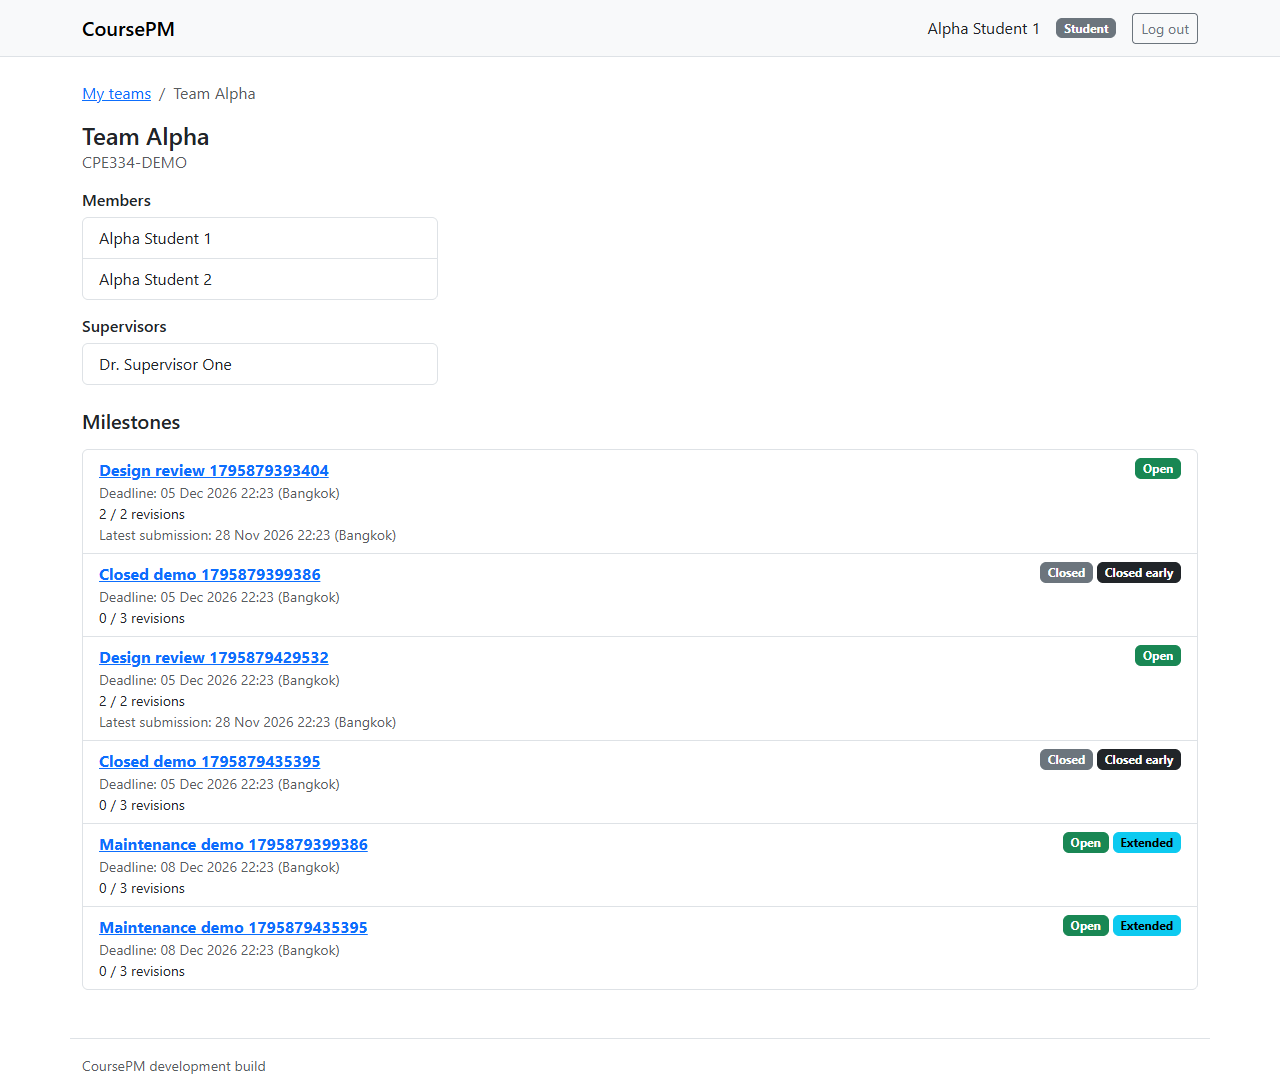 CoursePM
Alpha Student 1 Student Log out
My teams / Team Alpha
Team Alpha
CPE334-DEMO
Members
Alpha Student 1
Alpha Student 2
Supervisors
Dr. Supervisor One
Milestones
Design review 1795879393404 Open
Deadline: 05 Dec 2026 22:23 (Bangkok)
2 / 2 revisions
Latest submission: 28 Nov 2026 22:23 (Bangkok)
Closed demo 1795879399386 Closed Closed early
Deadline: 05 Dec 2026 22:23 (Bangkok)
0 / 3 revisions
Design review 1795879429532 Open
Deadline: 05 Dec 2026 22:23 (Bangkok)
2 / 2 revisions
Latest submission: 28 Nov 2026 22:23 (Bangkok)
Closed demo 1795879435395 Closed Closed early
Deadline: 05 Dec 2026 22:23 (Bangkok)
0 / 3 revisions
Maintenance demo 1795879399386 Open Extended
Deadline: 08 Dec 2026 22:23 (Bangkok)
0 / 3 revisions
Maintenance demo 1795879435395 Open Extended
Deadline: 08 Dec 2026 22:23 (Bangkok)
0 / 3 revisions
CoursePM development build